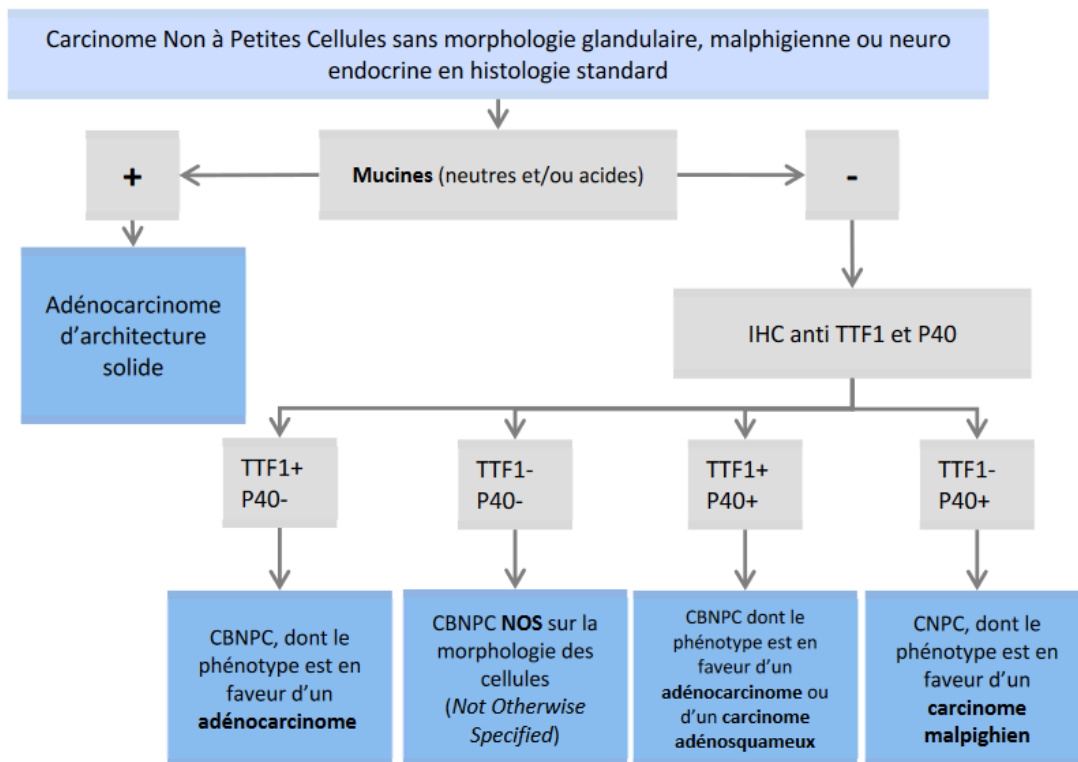 Carcinome Non à Petites Cellules sans morphologie glandulaire, malphigienne ou neuro
endocrine en histologie standard
+
Mucines (neutres et/ou acides)
-
Adénocarcinome
d’architecture
solide
IHC anti TTF1 et P40
TTF1+
P40-
TTF1-
P40-
TTF1+
P40+
TTF1-
P40+
CBNPC, dont le
phénotype est en
faveur d’un
adénocarcinome
CBNPC NOS sur la
morphologie des
cellules
(Not Otherwise
Specified)
CBNPC dont le
phénotype est en faveur
d’un
adénocarcinome ou
d’un carcinome
adénosquameux
CNPC, dont le
phénotype est en
faveur d’un
carcinome
malpighien